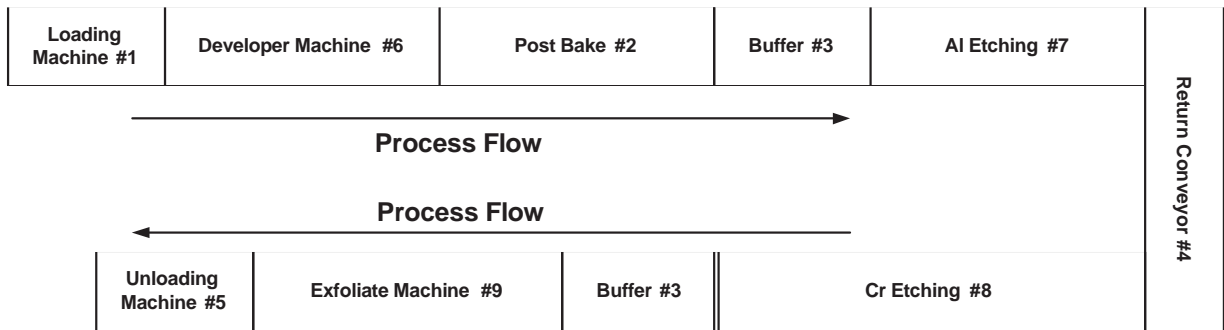 Loading
Machine #1
Developer Machine #6
Post Bake #2
Buffer #3
Al Etching #7
Return Conveyor #4
Process Flow
Process Flow
Unloading
Machine #5
Exfoliate Machine #9
Buffer #3
Cr Etching #8